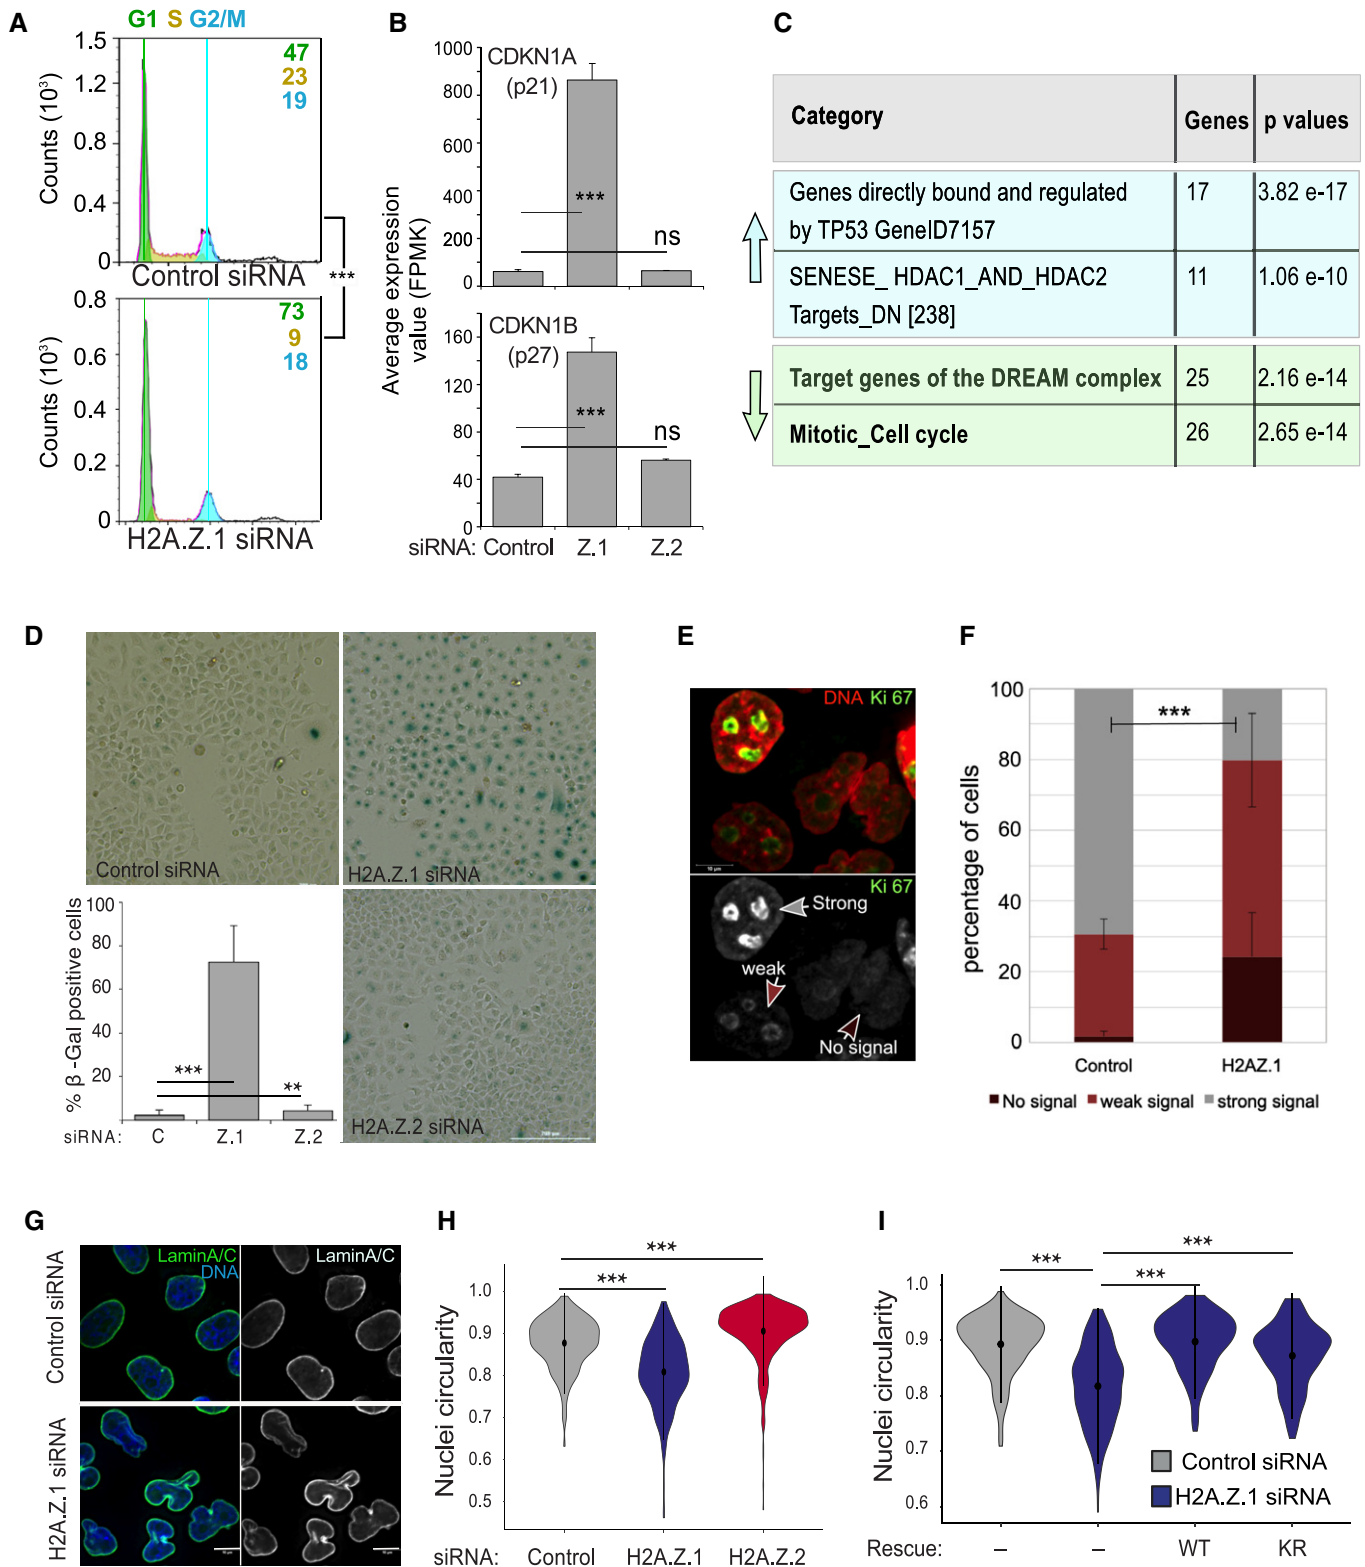 A
G1 S G2/M
1.5
1.2
0.8
0.4
0
Counts (10³)
47
23
19
Control siRNA
***
0.8
0.6
0.4
0.2
0
Counts (10³)
73
9
18
H2A.Z.1 siRNA
B
Average expression
value (FPMK)
1000
800
600
400
200
0
CDKN1A
(p21)
***
ns
160
120
80
40
0
CDKN1B
(p27)
***
ns
siRNA: Control Z.1 Z.2
C
Category Genes p values
Genes directly bound and regulated
by TP53 GeneID7157
17 3.82 e-17
SENESE_ HDAC1_AND_HDAC2
Targets_DN [238]
11 1.06 e-10
Target genes of the DREAM complex 25 2.16 e-14
Mitotic_Cell cycle 26 2.65 e-14
D
Control siRNA
H2A.Z.1 siRNA
H2A.Z.2 siRNA
% β -Gal positive cells
100
80
60
40
20
***
**
siRNA: C Z.1 Z.2
E
DNA Ki 67
10 µm
Ki 67
Strong
weak
No signal
F
percentage of cells
100
80
60
40
20
0
***
Control H2AZ.1
No signal weak signal strong signal
G
Control siRNA
H2A.Z.1 siRNA
LaminA/C
DNA
LaminA/C
H
Nuclei circularity
1.0
0.9
0.8
0.7
0.6
0.5
***
***
siRNA: Control H2A.Z.1 H2A.Z.2
I
Nuclei circularity
1.0
0.9
0.8
0.7
0.6
***
***
***
Control siRNA
H2A.Z.1 siRNA
Rescue: – – WT KR